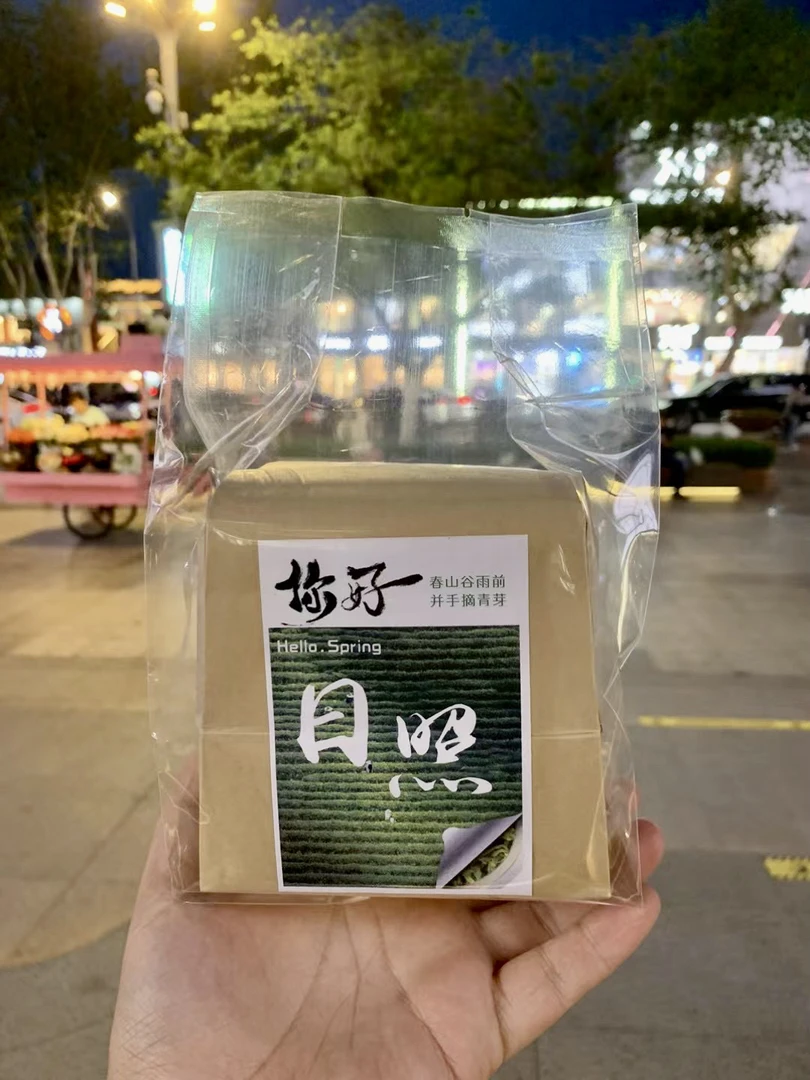 你好
春山谷雨前
并手摘青芽
Hello.Spring
日照